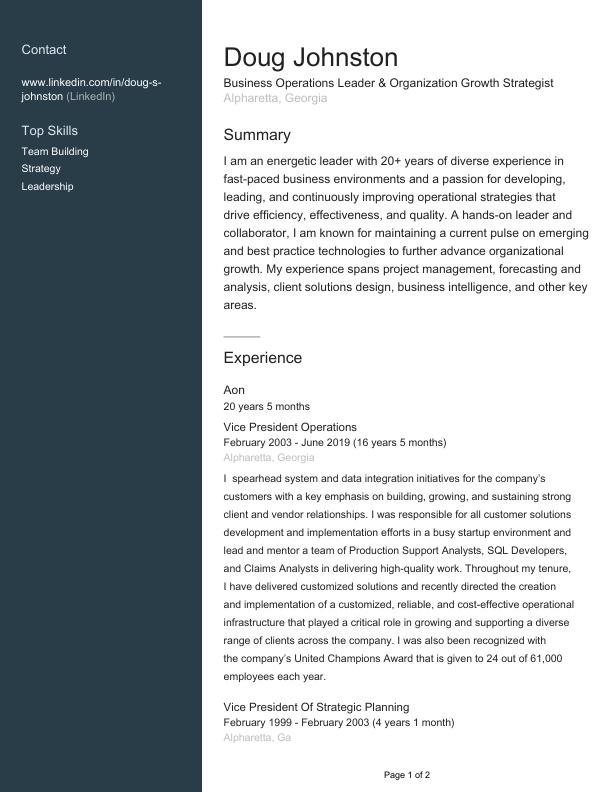 Contact
www.linkedin.com/in/doug-s-
johnston (LinkedIn)
Top Skills
Team Building
Strategy
Leadership
Doug Johnston
Business Operations Leader & Organization Growth Strategist
Alpharetta, Georgia
Summary
I am an energetic leader with 20+ years of diverse experience in
fast-paced business environments and a passion for developing,
leading, and continuously improving operational strategies that
drive efficiency, effectiveness, and quality. A hands-on leader and
collaborator, I am known for maintaining a current pulse on emerging
and best practice technologies to further advance organizational
growth. My experience spans project management, forecasting and
analysis, client solutions design, business intelligence, and other key
areas.
Experience
Aon
20 years 5 months
Vice President Operations
February 2003 - June 2019 (16 years 5 months)
Alpharetta, Georgia
I  spearhead system and data integration initiatives for the company's
customers with a key emphasis on building, growing, and sustaining strong
client and vendor relationships. I was responsible for all customer solutions
development and implementation efforts in a busy startup environment and
lead and mentor a team of Production Support Analysts, SQL Developers,
and Claims Analysts in delivering high-quality work. Throughout my tenure,
I have delivered customized solutions and recently directed the creation
and implementation of a customized, reliable, and cost-effective operational
infrastructure that played a critical role in growing and supporting a diverse
range of clients across the company. I was also been recognized with
the company's United Champions Award that is given to 24 out of 61,000
employees each year.
Vice President Of Strategic Planning
February 1999 - February 2003 (4 years 1 month)
Alpharetta, Ga
Page 1 of 2